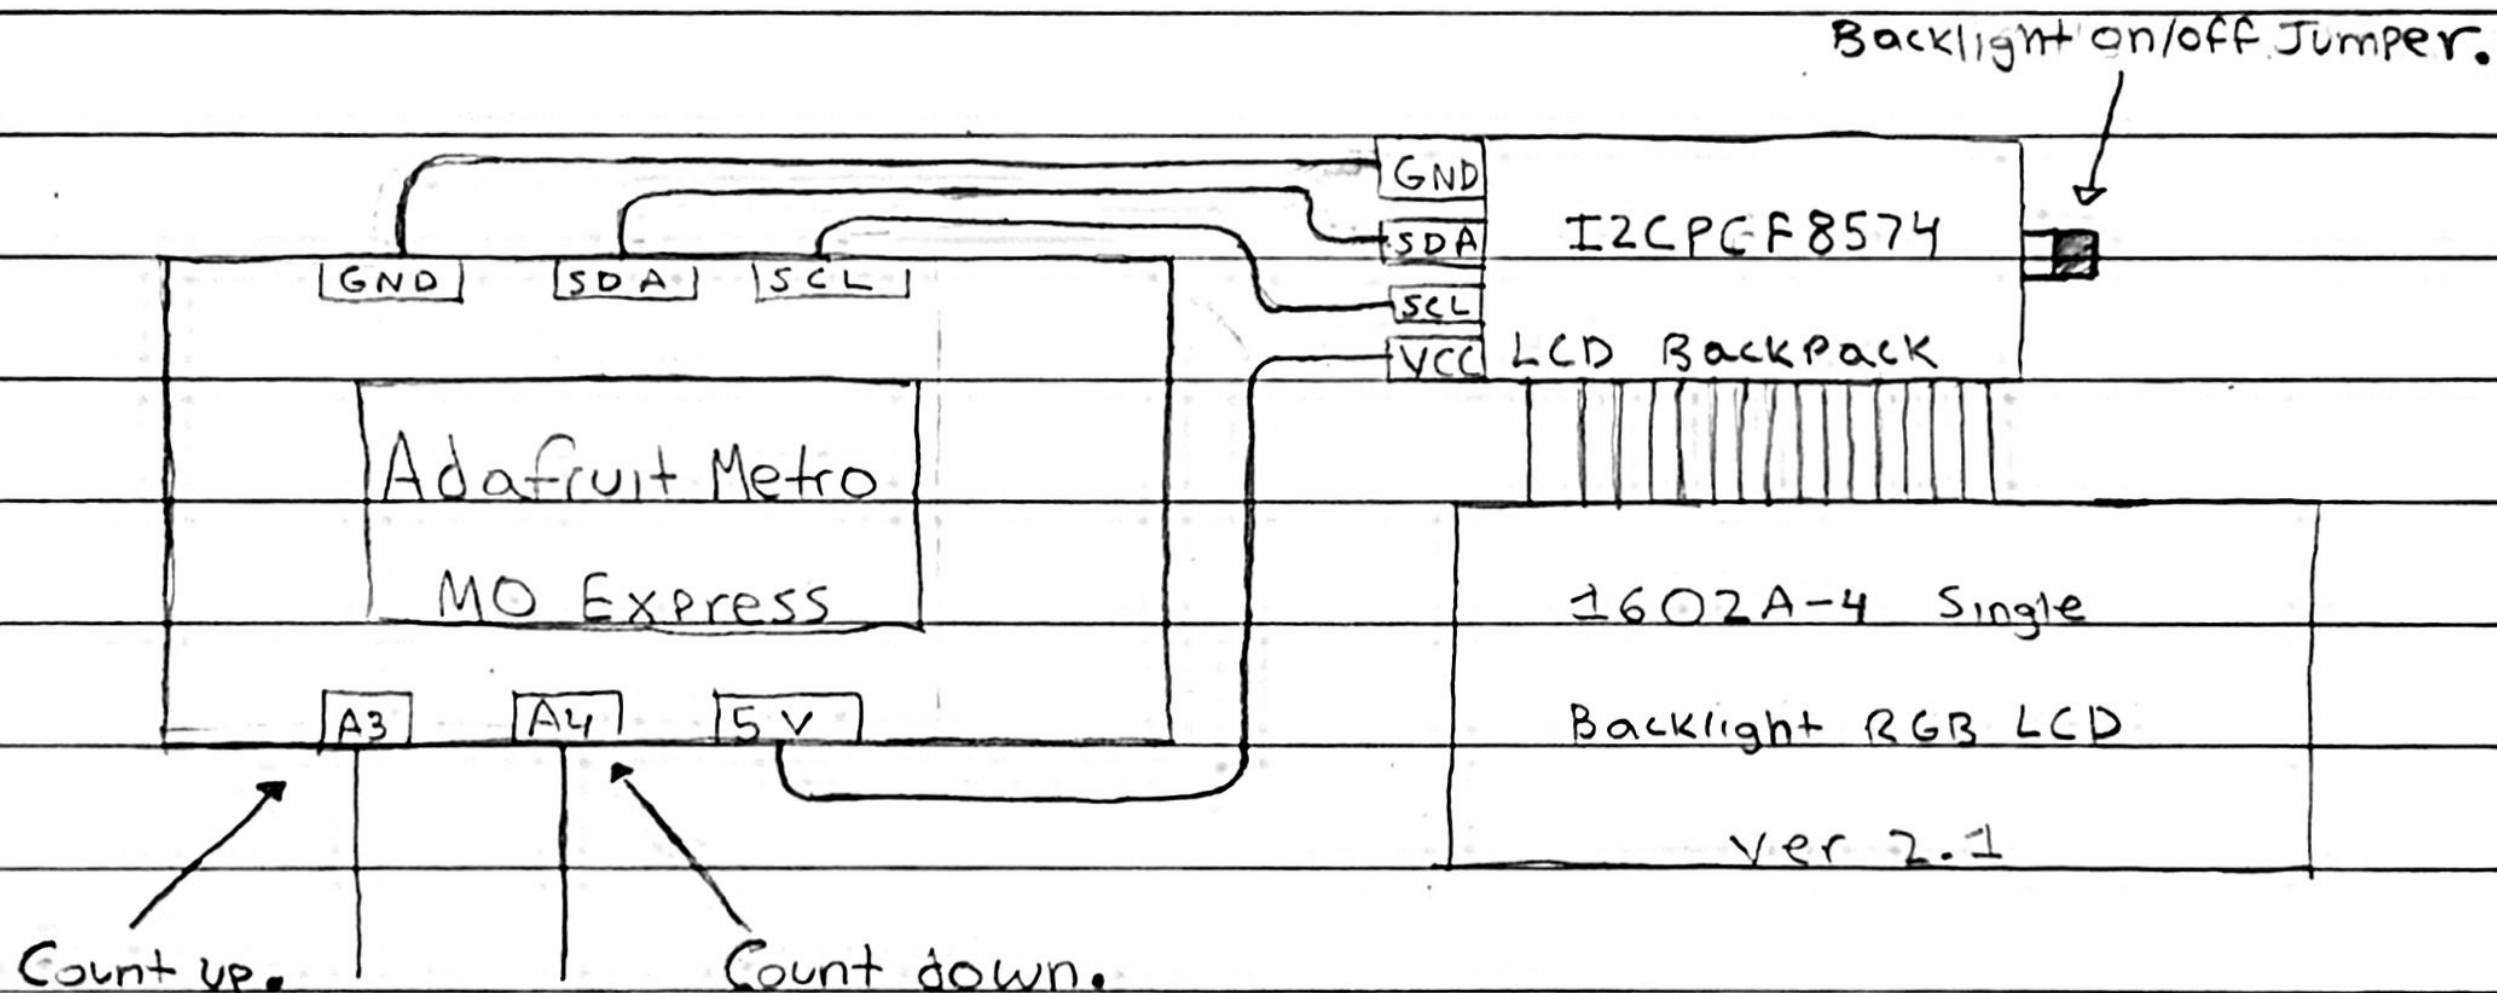 Backlight on/off Jumper.
GND
SDA
SCL
VCC
I2CPCF8574
LCD BackPack
GND SDA SCL
Adafruit Metro
M0 Express
A3 A4 5V
1602A-4 Single
Backlight RGB LCD
Ver 2.1
Count up.
Count down.